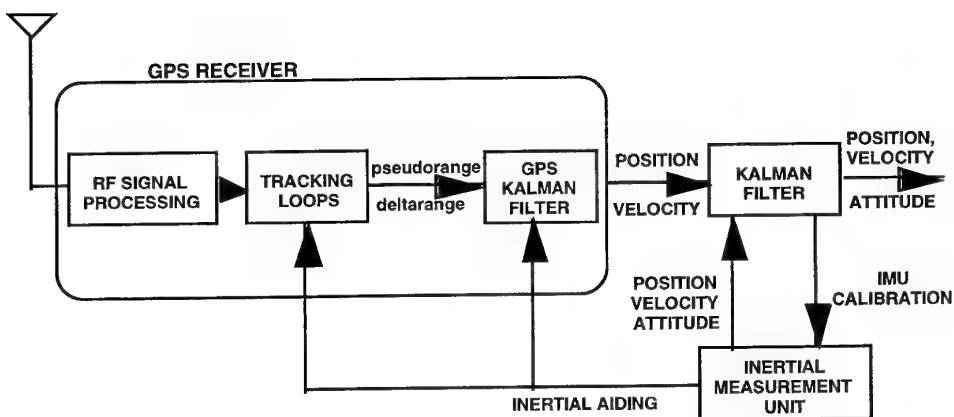 GPS RECEIVER
RF SIGNAL
PROCESSING
TRACKING
LOOPS
pseudorange
deltarange
GPS
KALMAN
FILTER
POSITION
VELOCITY
KALMAN
FILTER
POSITION,
VELOCITY
ATTITUDE
POSITION
VELOCITY
ATTITUDE
IMU
CALIBRATION
INERTIAL
MEASUREMENT
UNIT
INERTIAL AIDING